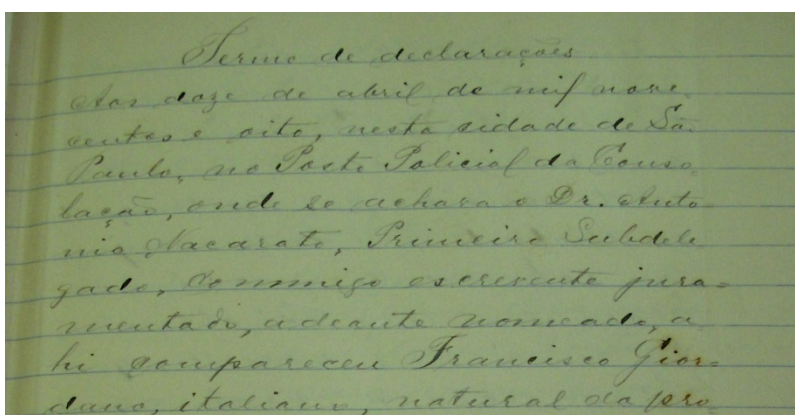 Termo de declarações
Aos doze de abril de mil nove
centos e oito, nesta cidade de São
Paulo, no Posto Policial da Conso-
lação, onde se achava o Dr. Anto-
nio Nacarato, Primeiro Subdele
gado, commigo escrevente jura=
mentado, adeante nomeado, a
hi compareceu Francisco Gior=
dano, italiano, natural da pro